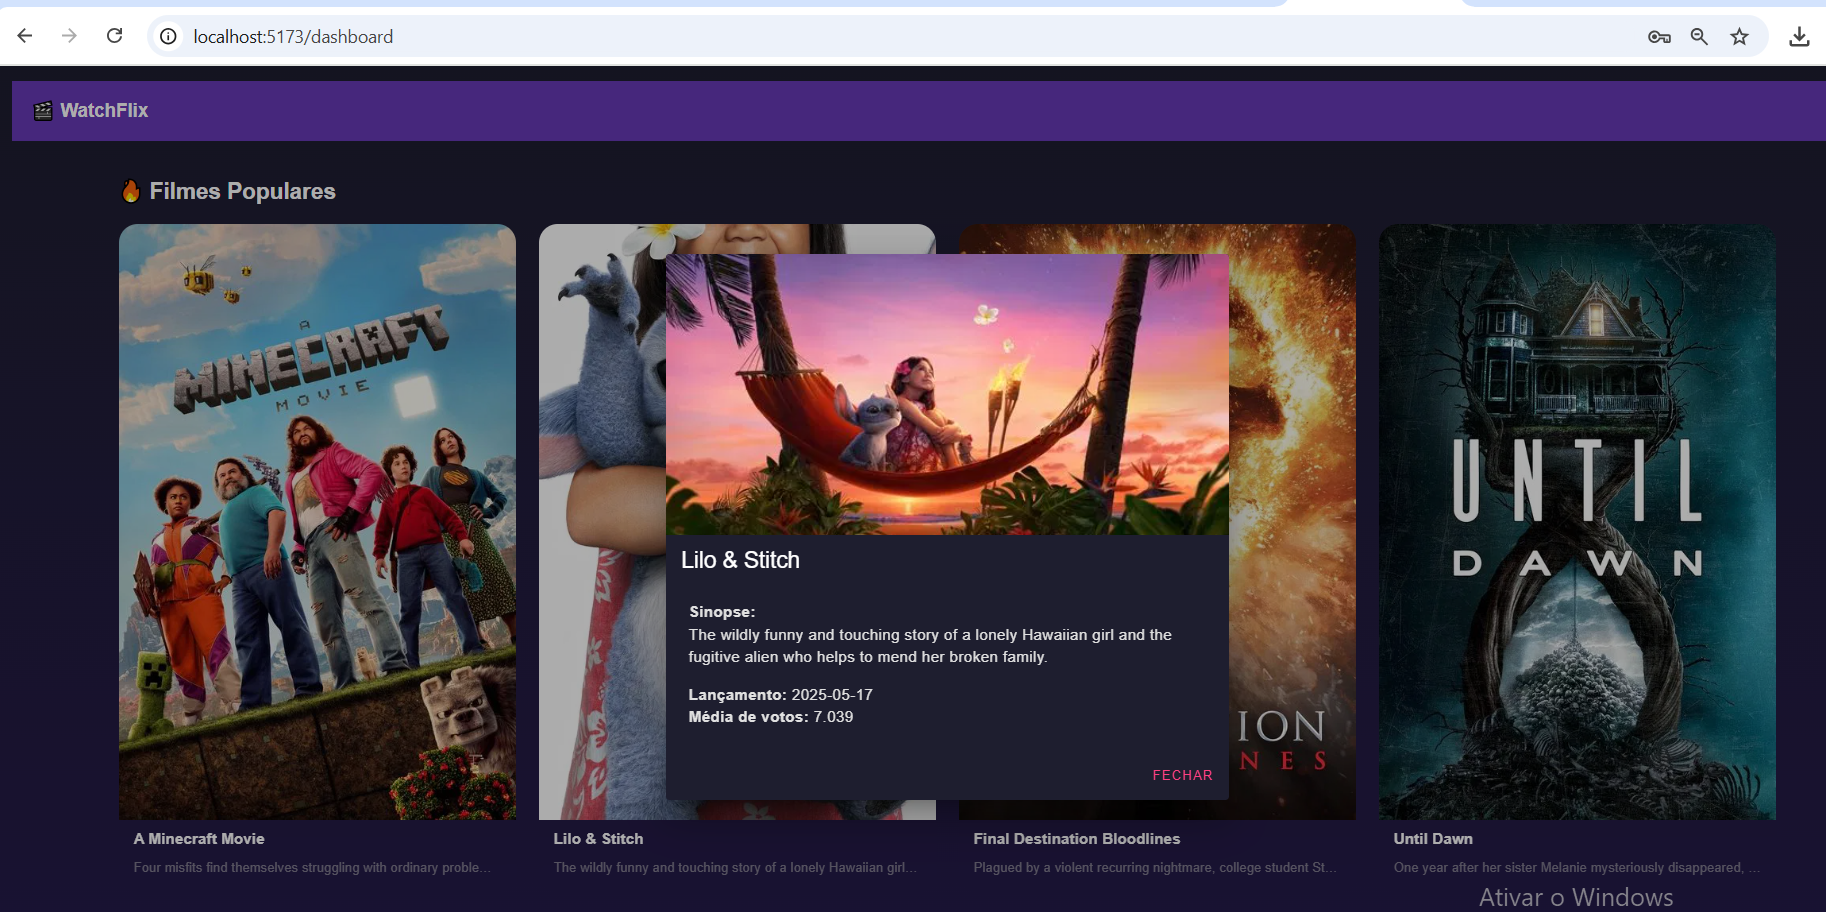 localhost:5173/dashboard
WatchFlix
Filmes Populares
A
MINECRAFT
MOVIE
UNTIL
DAWN
ION
NES
Lilo & Stitch
Sinopse:
The wildly funny and touching story of a lonely Hawaiian girl and the
fugitive alien who helps to mend her broken family.
Lançamento: 2025-05-17
Média de votos: 7.039
FECHAR
A Minecraft Movie
Four misfits find themselves struggling with ordinary proble...
Lilo & Stitch
The wildly funny and touching story of a lonely Hawaiian girl...
Final Destination Bloodlines
Plagued by a violent recurring nightmare, college student St...
Until Dawn
One year after her sister Melanie mysteriously disappeared, ...
Ativar o Windows